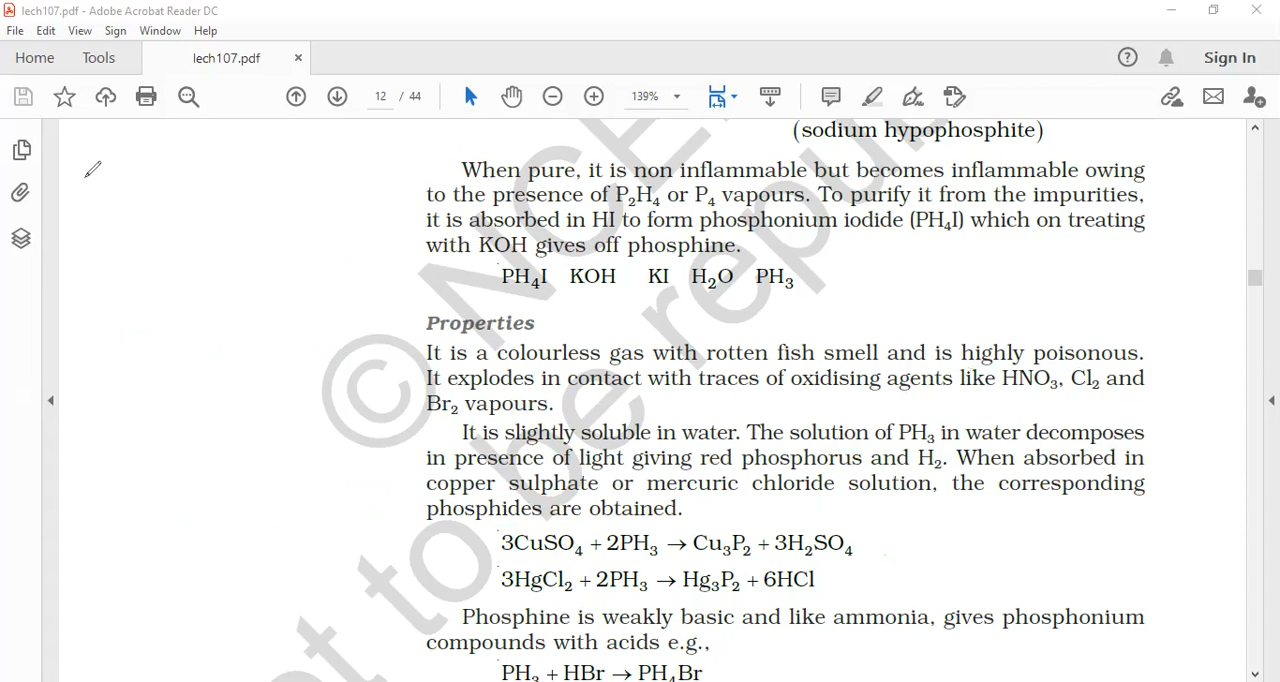 lech107.pdf - Adobe Acrobat Reader DC
File Edit View Sign Window Help
Home Tools lech107.pdf × Sign In
12 / 44 139%
(sodium hypophosphite)
When pure, it is non inflammable but becomes inflammable owing
to the presence of P₂H₄ or P₄ vapours. To purify it from the impurities,
it is absorbed in HI to form phosphonium iodide (PH₄I) which on treating
with KOH gives off phosphine.
PH₄I KOH KI H₂O PH₃
Properties
It is a colourless gas with rotten fish smell and is highly poisonous.
It explodes in contact with traces of oxidising agents like HNO₃, Cl₂ and
Br₂ vapours.
It is slightly soluble in water. The solution of PH₃ in water decomposes
in presence of light giving red phosphorus and H₂. When absorbed in
copper sulphate or mercuric chloride solution, the corresponding
phosphides are obtained.
3CuSO₄ + 2PH₃ → Cu₃P₂ + 3H₂SO₄
3HgCl₂ + 2PH₃ → Hg₃P₂ + 6HCl
Phosphine is weakly basic and like ammonia, gives phosphonium
compounds with acids e.g.,
PH₃ + HBr → PH₄Br
© NCE
not to be repu